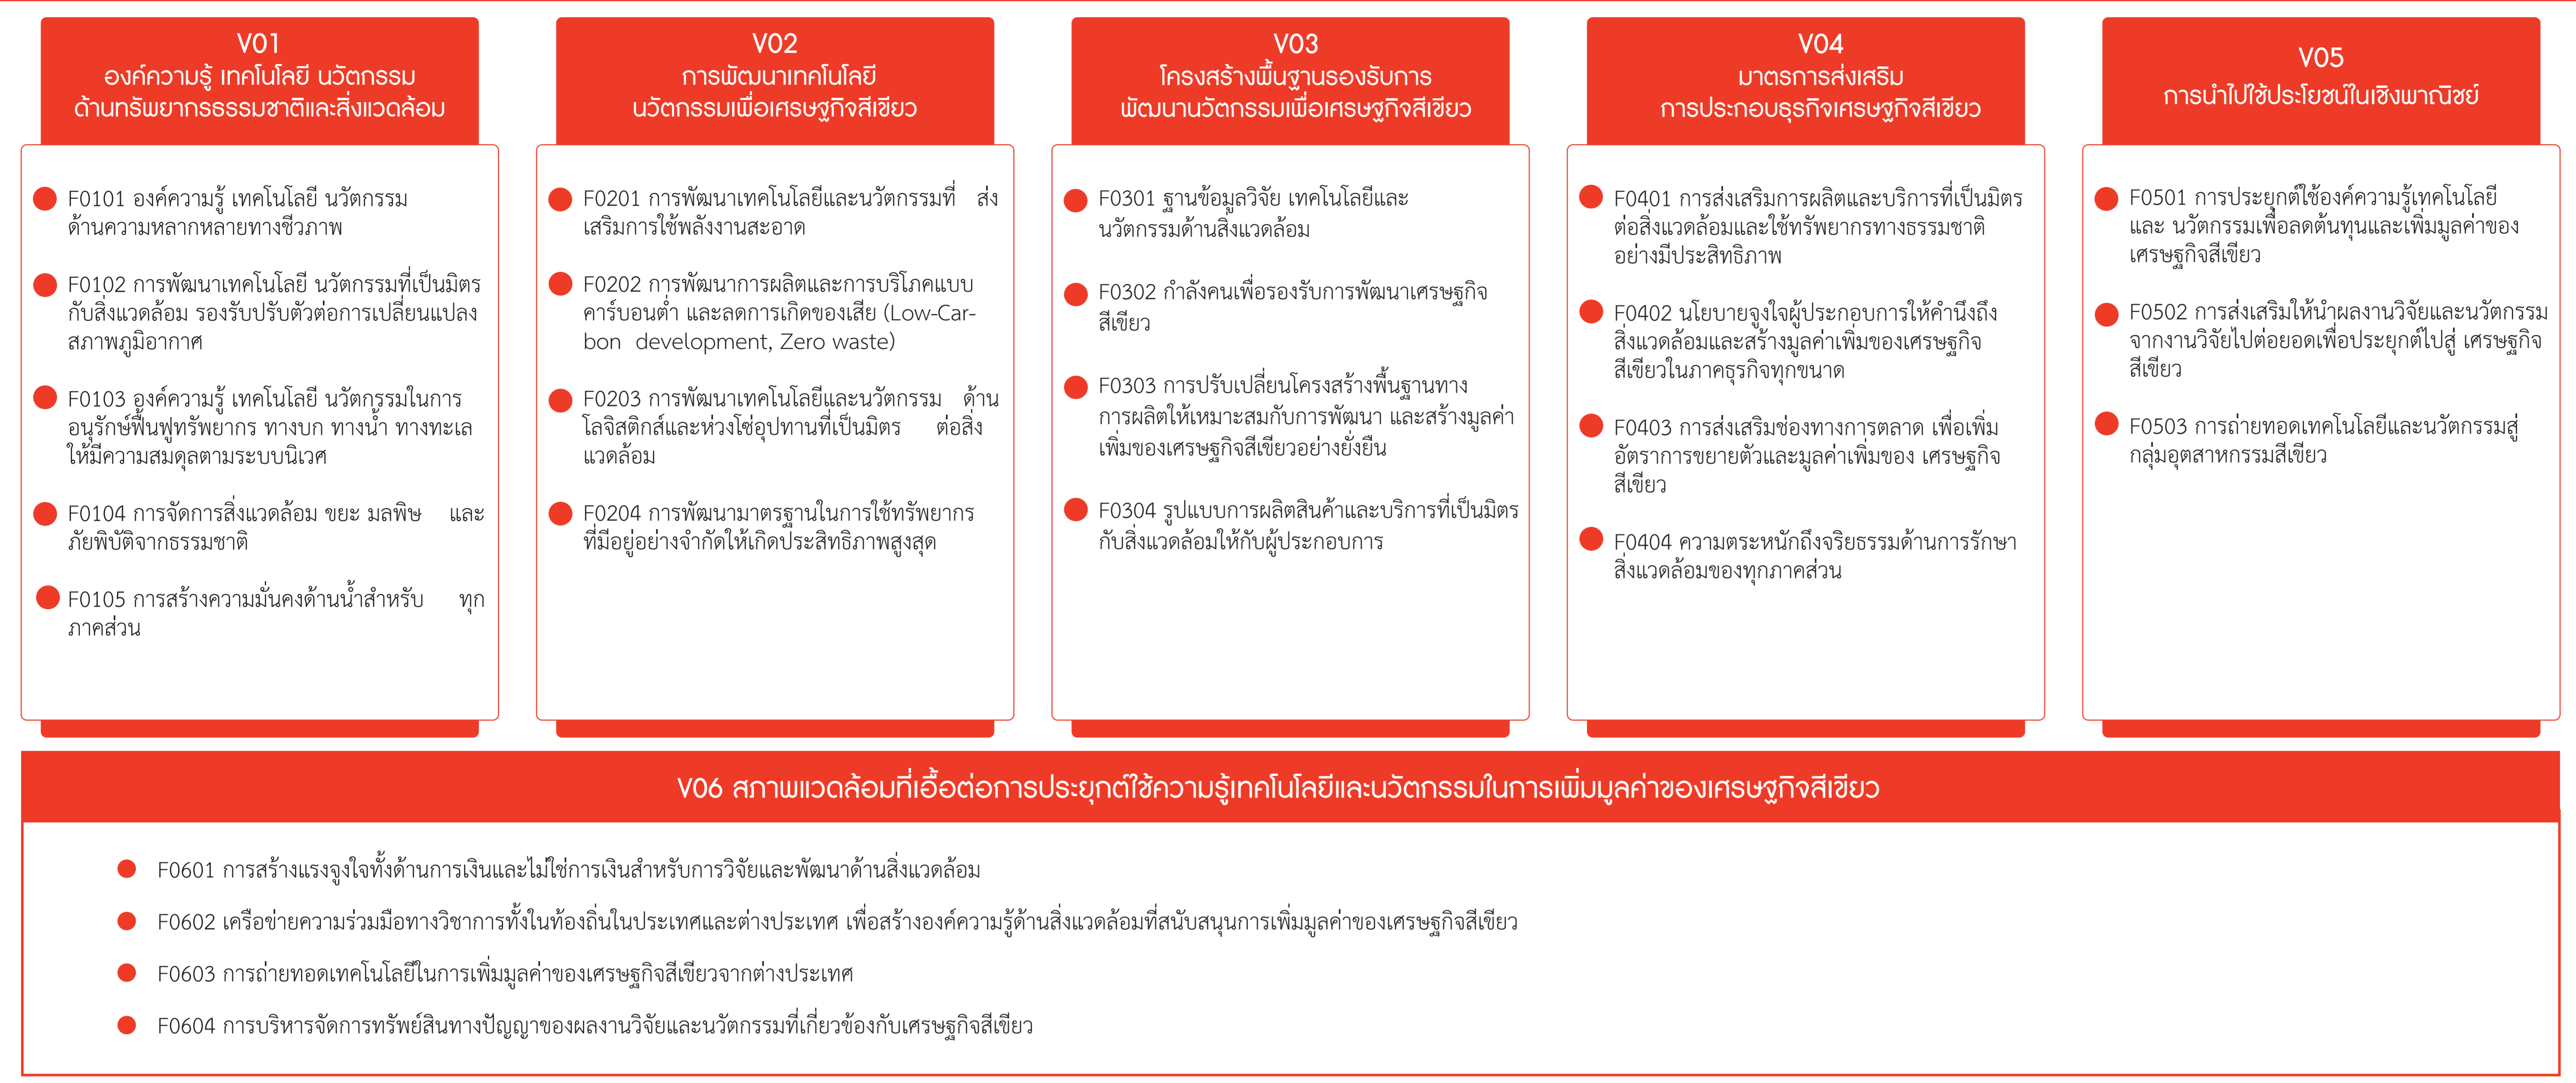 V01
องค์ความรู้ เทคโนโลยี นวัตกรรม
ด้านทรัพยากรธรรมชาติและสิ่งแวดล้อม
F0101 องค์ความรู้ เทคโนโลยี นวัตกรรม
ด้านความหลากหลายทางชีวภาพ
F0102 การพัฒนาเทคโนโลยี นวัตกรรมที่เป็นมิตร
กับสิ่งแวดล้อม รองรับปรับตัวต่อการเปลี่ยนแปลง
สภาพภูมิอากาศ
F0103 องค์ความรู้ เทคโนโลยี นวัตกรรมในการ
อนุรักษ์ฟื้นฟูทรัพยากร ทางบก ทางน้ำ ทางทะเล
ให้มีความสมดุลตามระบบนิเวศ
F0104 การจัดการสิ่งแวดล้อม ขยะ มลพิษ และ
ภัยพิบัติจากธรรมชาติ
F0105 การสร้างความมั่นคงด้านน้ำสำหรับ ทุก
ภาคส่วน
V02
การพัฒนาเทคโนโลยี
นวัตกรรมเพื่อเศรษฐกิจสีเขียว
F0201 การพัฒนาเทคโนโลยีและนวัตกรรมที่ ส่ง
เสริมการใช้พลังงานสะอาด
F0202 การพัฒนาการผลิตและการบริโภคแบบ
คาร์บอนต่ำ และลดการเกิดของเสีย (Low-Car-
bon development, Zero waste)
F0203 การพัฒนาเทคโนโลยีและนวัตกรรม ด้าน
โลจิสติกส์และห่วงโซ่อุปทานที่เป็นมิตร ต่อสิ่ง
แวดล้อม
F0204 การพัฒนามาตรฐานในการใช้ทรัพยากร
ที่มีอยู่อย่างจำกัดให้เกิดประสิทธิภาพสูงสุด
V03
โครงสร้างพื้นฐานรองรับการ
พัฒนานวัตกรรมเพื่อเศรษฐกิจสีเขียว
F0301 ฐานข้อมูลวิจัย เทคโนโลยีและ
นวัตกรรมด้านสิ่งแวดล้อม
F0302 กำลังคนเพื่อรองรับการพัฒนาเศรษฐกิจ
สีเขียว
F0303 การปรับเปลี่ยนโครงสร้างพื้นฐานทาง
การผลิตให้เหมาะสมกับการพัฒนา และสร้างมูลค่า
เพิ่มของเศรษฐกิจสีเขียวอย่างยั่งยืน
F0304 รูปแบบการผลิตสินค้าและบริการที่เป็นมิตร
กับสิ่งแวดล้อมให้กับผู้ประกอบการ
V04
มาตรการส่งเสริม
การประกอบธุรกิจเศรษฐกิจสีเขียว
F0401 การส่งเสริมการผลิตและบริการที่เป็นมิตร
ต่อสิ่งแวดล้อมและใช้ทรัพยากรทางธรรมชาติ
อย่างมีประสิทธิภาพ
F0402 นโยบายจูงใจผู้ประกอบการให้คำนึงถึง
สิ่งแวดล้อมและสร้างมูลค่าเพิ่มของเศรษฐกิจ
สีเขียวในภาคธุรกิจทุกขนาด
F0403 การส่งเสริมช่องทางการตลาด เพื่อเพิ่ม
อัตราการขยายตัวและมูลค่าเพิ่มของ เศรษฐกิจ
สีเขียว
F0404 ความตระหนักถึงจริยธรรมด้านการรักษา
สิ่งแวดล้อมของทุกภาคส่วน
V05
การนำไปใช้ประโยชน์ในเชิงพาณิชย์
F0501 การประยุกต์ใช้องค์ความรู้เทคโนโลยี
และ นวัตกรรมเพื่อลดต้นทุนและเพิ่มมูลค่าของ
เศรษฐกิจสีเขียว
F0502 การส่งเสริมให้นำผลงานวิจัยและนวัตกรรม
จากงานวิจัยไปต่อยอดเพื่อประยุกต์ไปสู่ เศรษฐกิจ
สีเขียว
F0503 การถ่ายทอดเทคโนโลยีและนวัตกรรมสู่
กลุ่มอุตสาหกรรมสีเขียว
V06 สภาพแวดล้อมที่เอื้อต่อการประยุกต์ใช้ความรู้เทคโนโลยีและนวัตกรรมในการเพิ่มมูลค่าของเศรษฐกิจสีเขียว
F0601 การสร้างแรงจูงใจทั้งด้านการเงินและไม่ใช่การเงินสำหรับการวิจัยและพัฒนาด้านสิ่งแวดล้อม
F0602 เครือข่ายความร่วมมือทางวิชาการทั้งในท้องถิ่นในประเทศและต่างประเทศ เพื่อสร้างองค์ความรู้ด้านสิ่งแวดล้อมที่สนับสนุนการเพิ่มมูลค่าของเศรษฐกิจสีเขียว
F0603 การถ่ายทอดเทคโนโลยีในการเพิ่มมูลค่าของเศรษฐกิจสีเขียวจากต่างประเทศ
F0604 การบริหารจัดการทรัพย์สินทางปัญญาของผลงานวิจัยและนวัตกรรมที่เกี่ยวข้องกับเศรษฐกิจสีเขียว